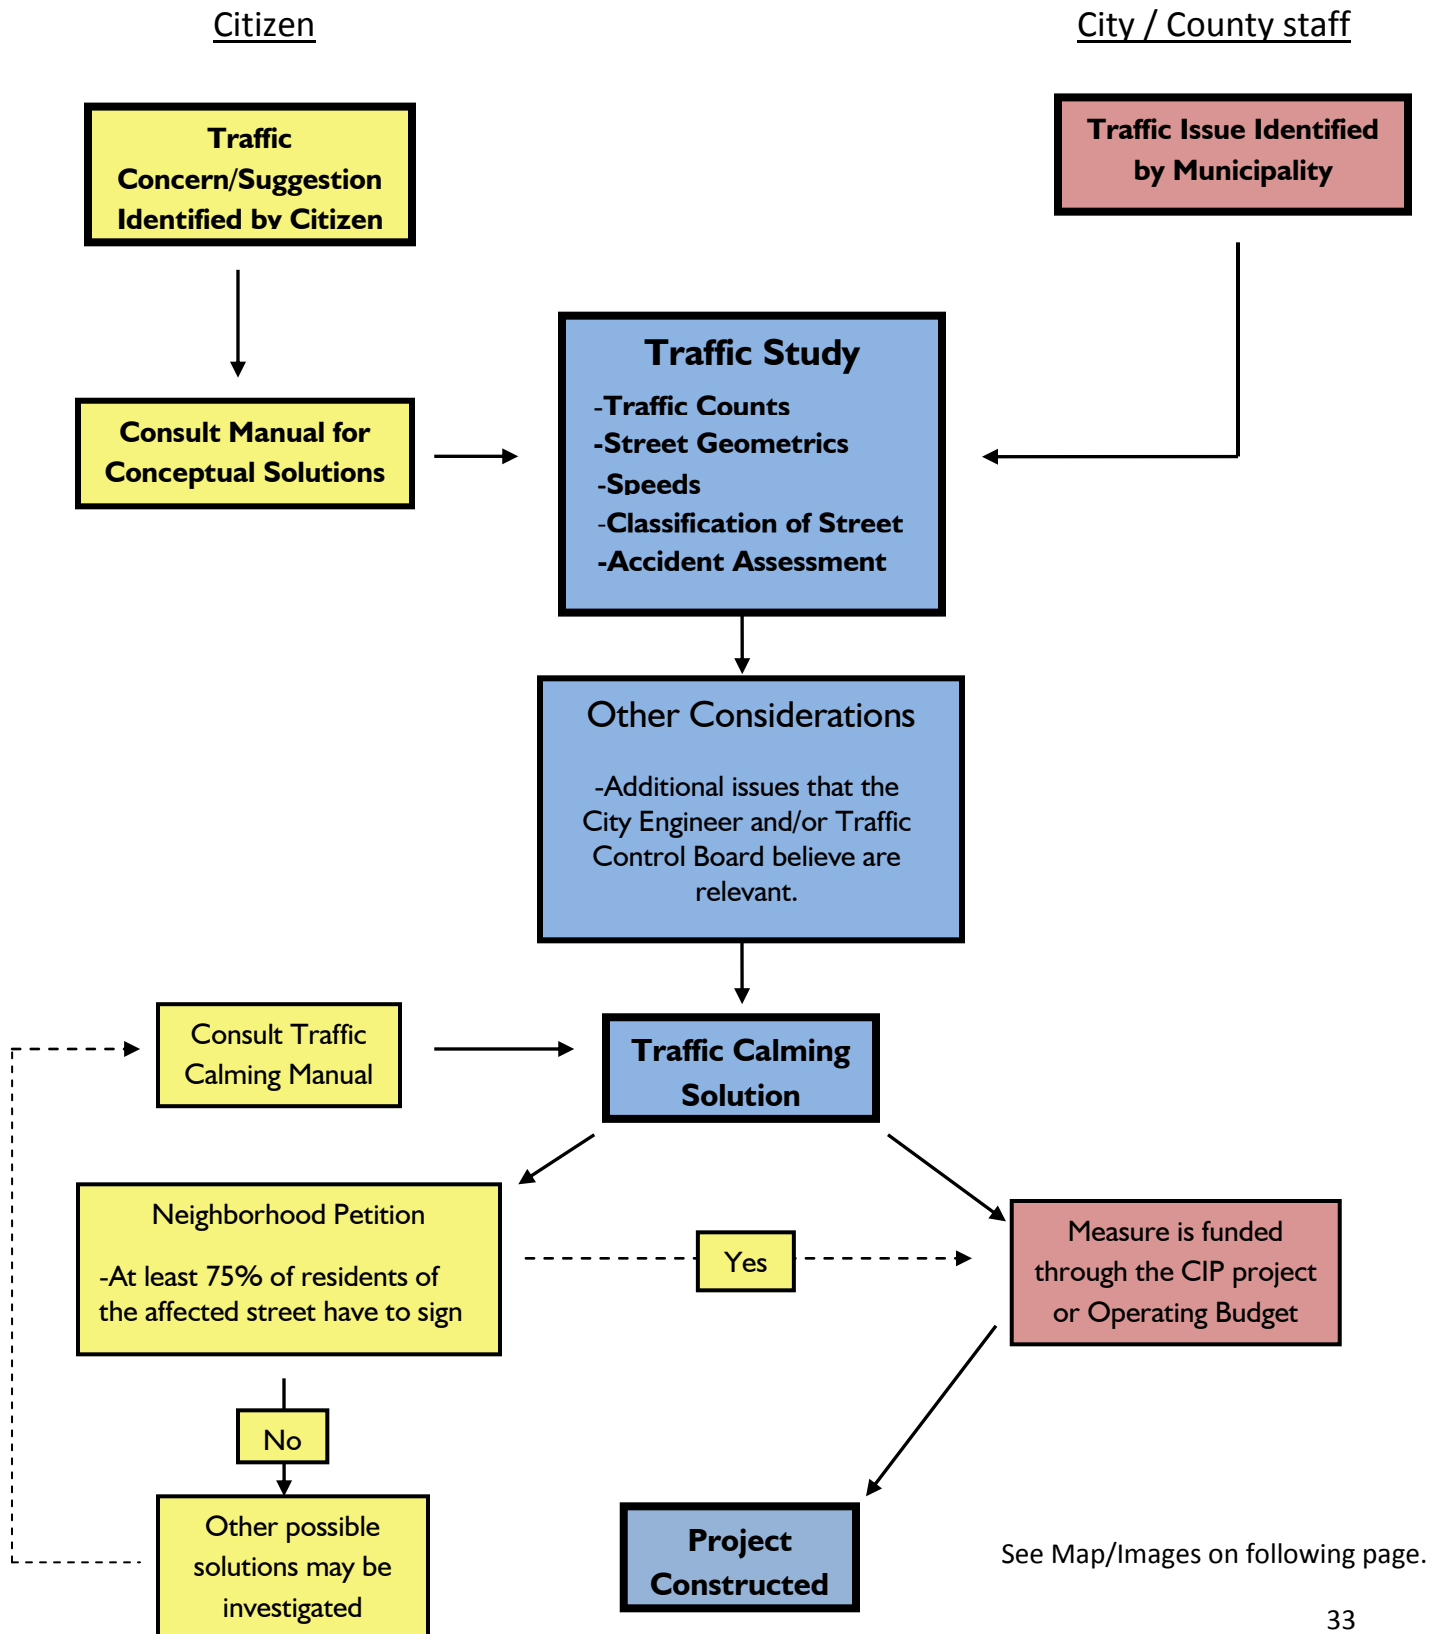 Citizen
City / County staff
Traffic
Concern/Suggestion
Identified by Citizen
Traffic Issue Identified
by Municipality
Consult Manual for
Conceptual Solutions
Traffic Study
-Traffic Counts
-Street Geometrics
-Speeds
-Classification of Street
-Accident Assessment
Other Considerations
-Additional issues that the
City Engineer and/or Traffic
Control Board believe are
relevant.
Consult Traffic
Calming Manual
Traffic Calming
Solution
Neighborhood Petition
-At least 75% of residents of
the affected street have to sign
Yes
Measure is funded
through the CIP project
or Operating Budget
No
Other possible
solutions may be
investigated
Project
Constructed
See Map/Images on following page.
33